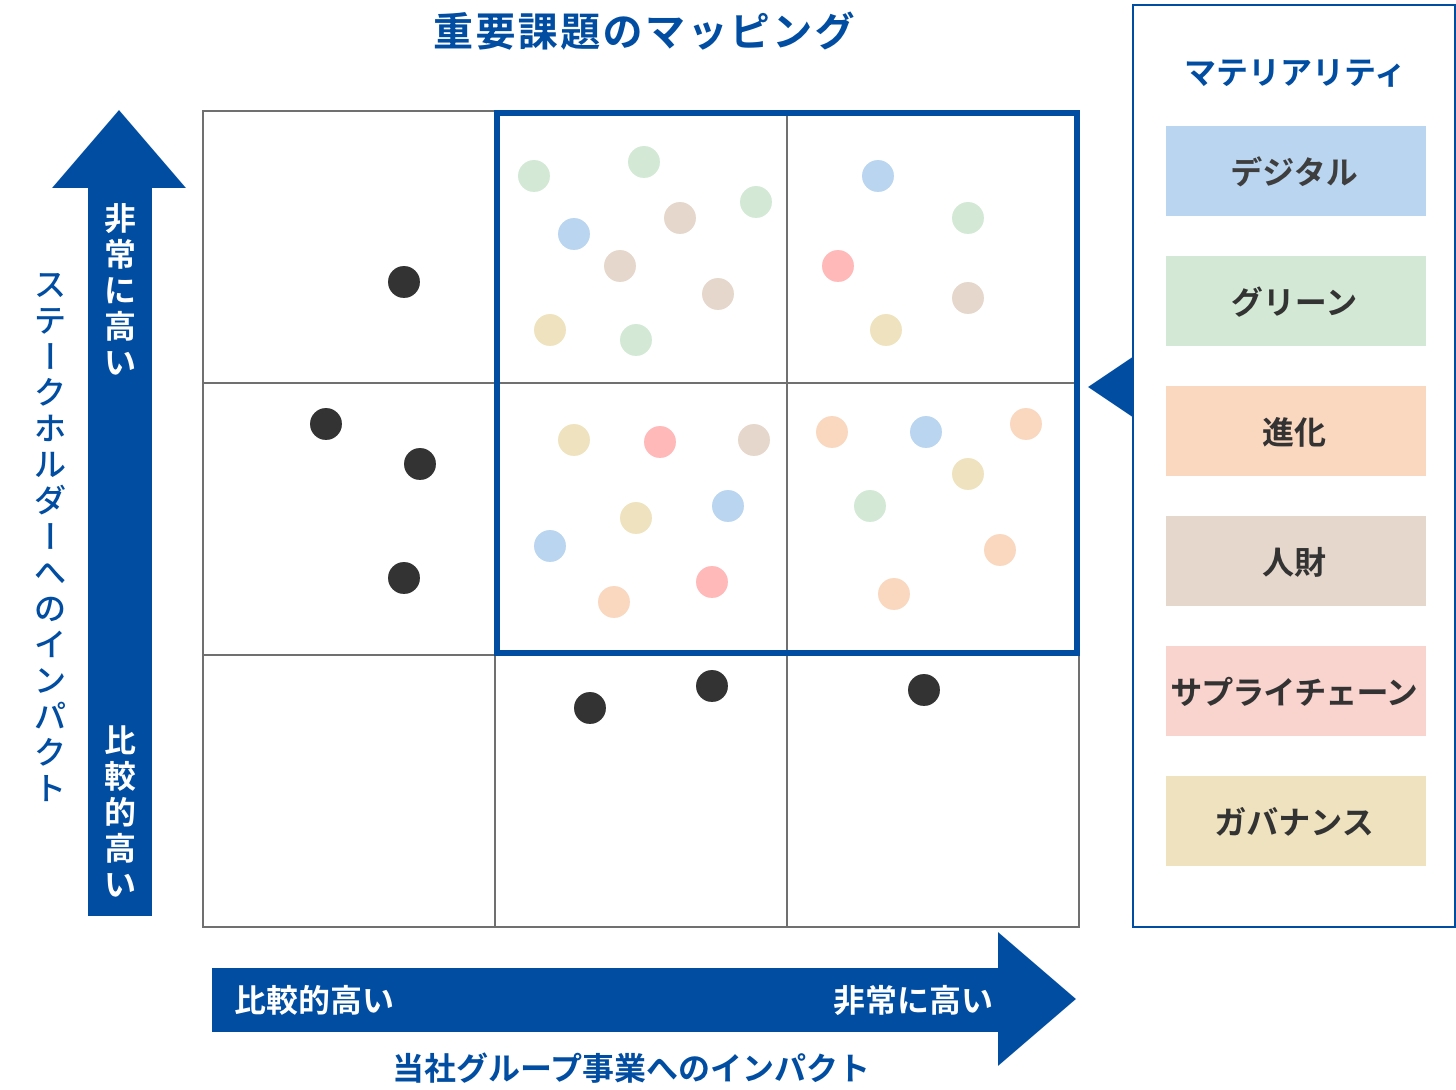 重要課題のマッピング
ステークホルダーへのインパクト
非常に高い
比較的高い
比較的高い
非常に高い
当社グループ事業へのインパクト
マテリアリティ
デジタル
グリーン
進化
人財
サプライチェーン
ガバナンス